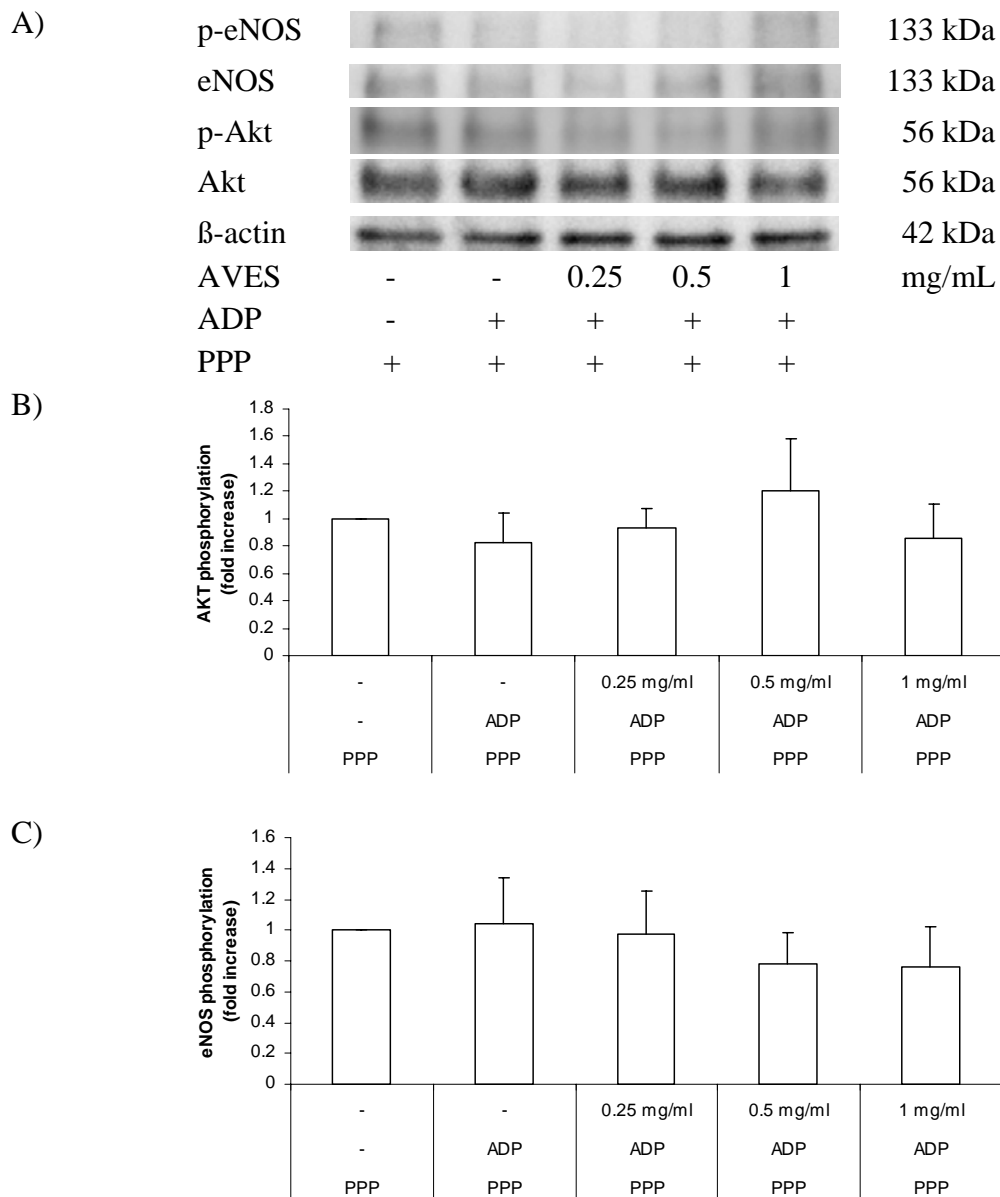 A)
p-eNOS 133 kDa
eNOS 133 kDa
p-Akt 56 kDa
Akt 56 kDa
ß-actin 42 kDa
AVES - - 0.25 0.5 1 mg/mL
ADP - + + + +
PPP + + + + +
B)
AKT phosphorylation
(fold increase)
1.8
1.6
1.4
1.2
1
0.8
0.6
0.4
0.2
0
- - 0.25 mg/ml 0.5 mg/ml 1 mg/ml
- ADP ADP ADP ADP
PPP PPP PPP PPP PPP
C)
eNOS phosphorylation
(fold increase)
1.6
1.4
1.2
1
0.8
0.6
0.4
0.2
0
- - 0.25 mg/ml 0.5 mg/ml 1 mg/ml
- ADP ADP ADP ADP
PPP PPP PPP PPP PPP